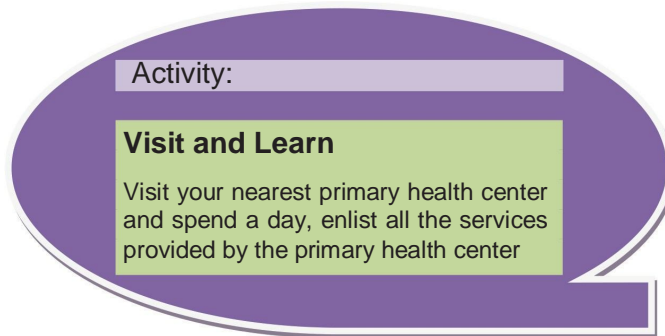 Activity:
Visit and Learn
Visit your nearest primary health center
and spend a day, enlist all the services
provided by the primary health center